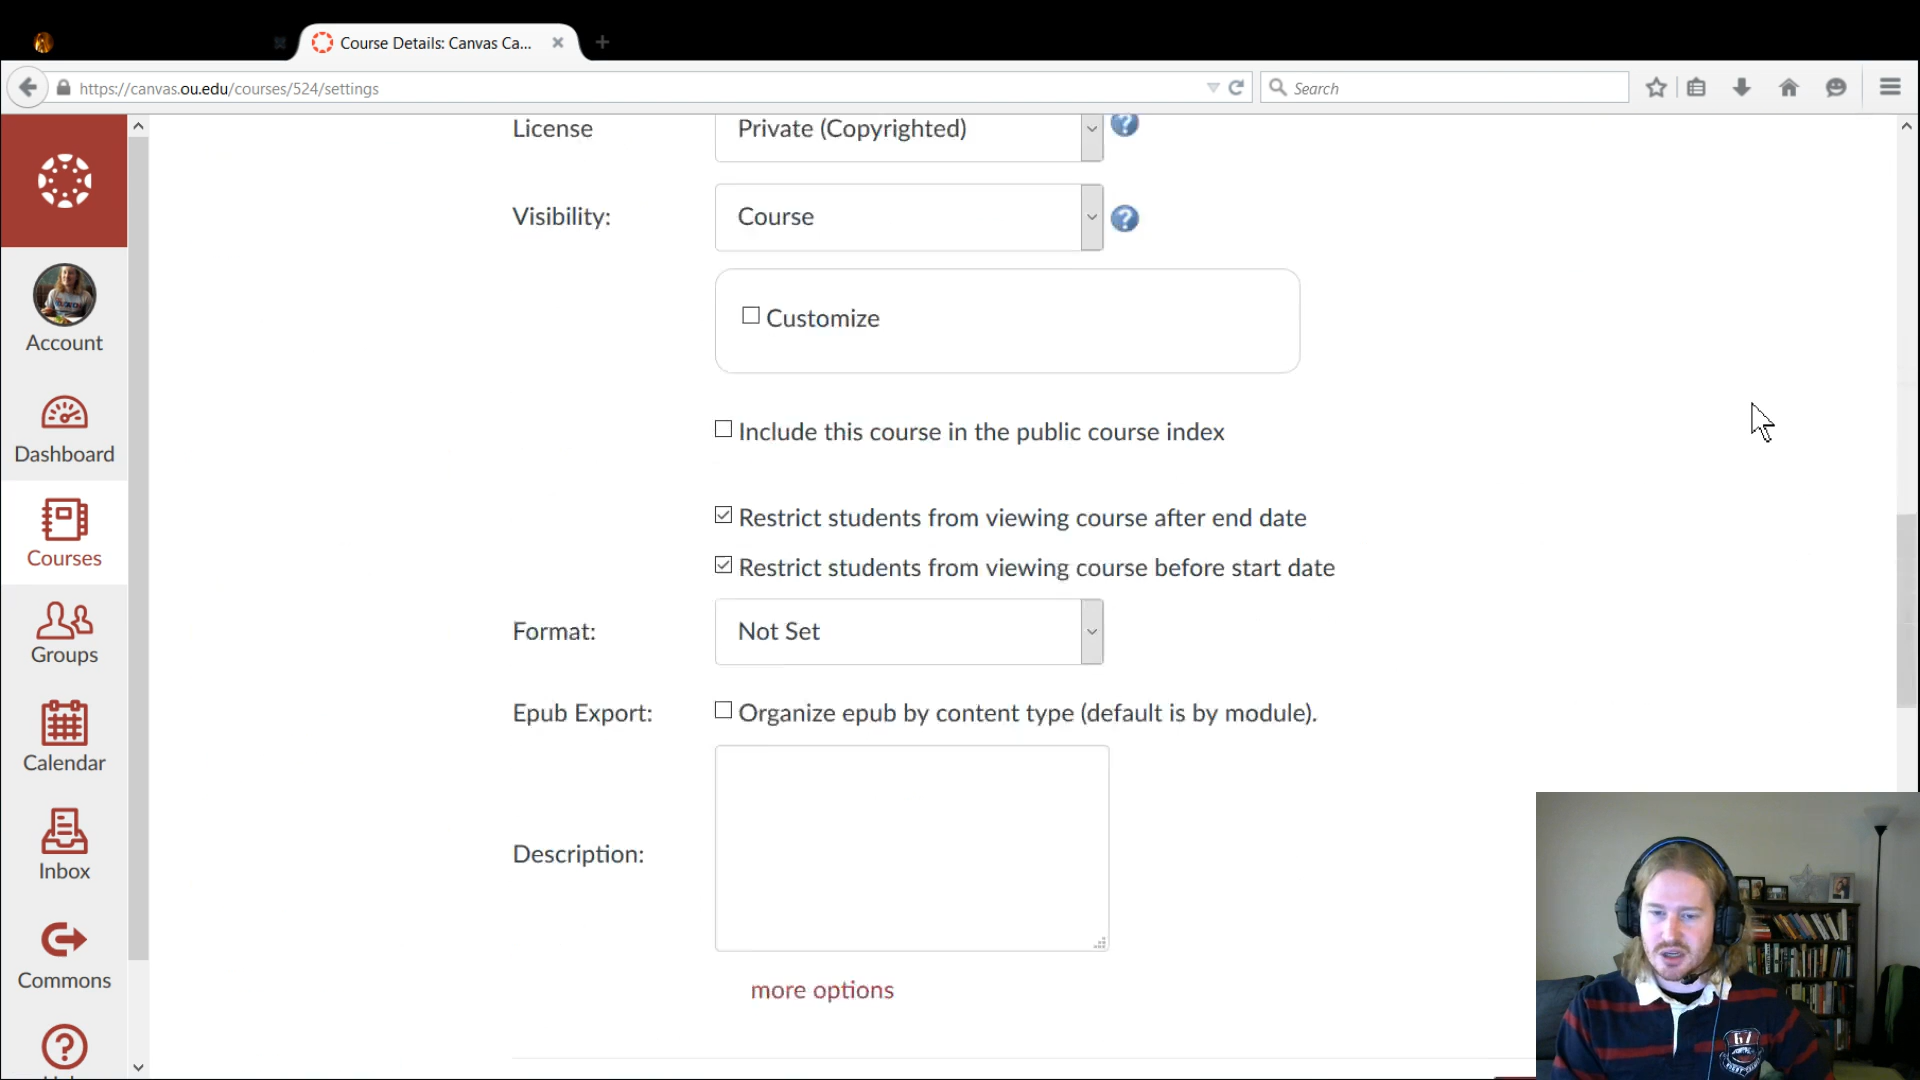 Course Details: Canvas Ca...
https://canvas.ou.edu/courses/524/settings
Search
License
Private (Copyrighted)
Visibility:
Course
Customize
Include this course in the public course index
Restrict students from viewing course after end date
Restrict students from viewing course before start date
Format:
Not Set
Epub Export:
Organize epub by content type (default is by module).
Description:
more options
Account
Dashboard
Courses
Groups
Calendar
Inbox
Commons
67